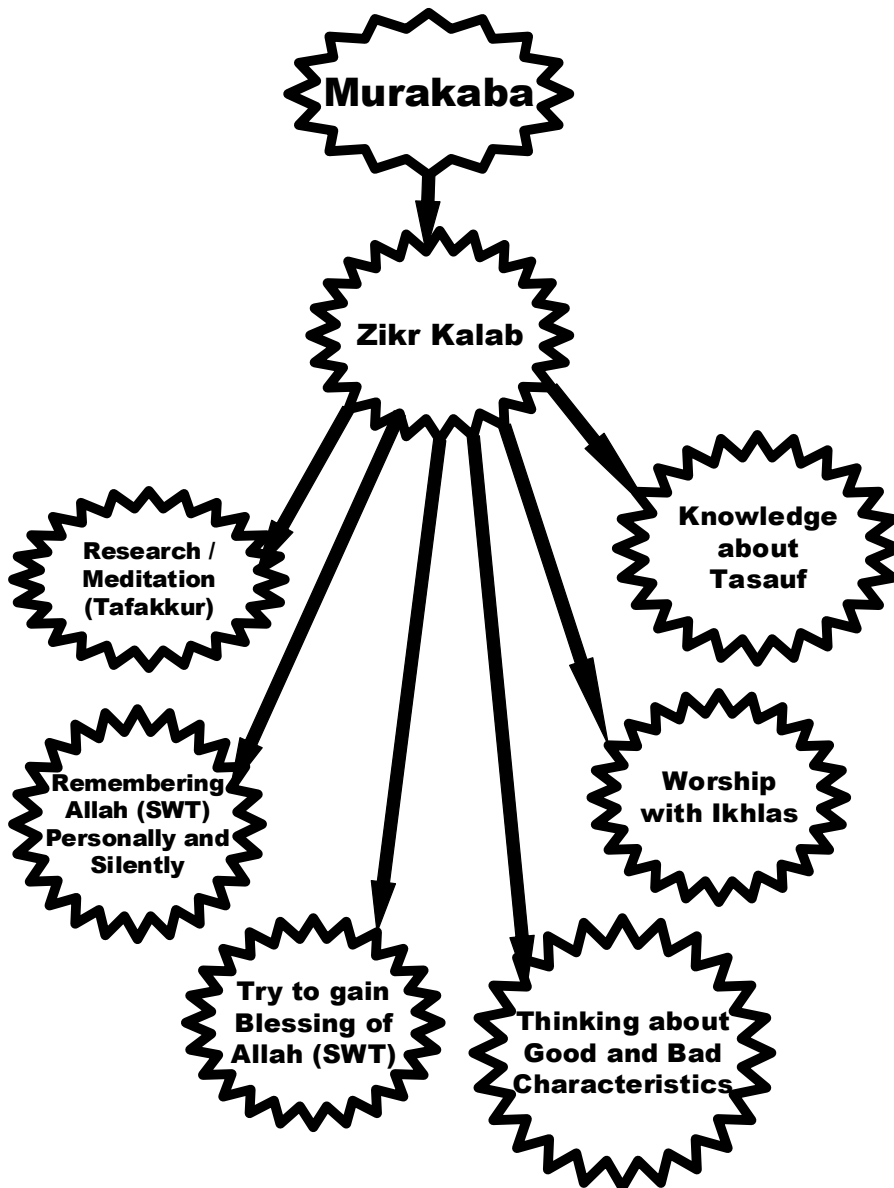 Murakaba
Zikr Kalab
Knowledge
about
Tasauf
Research /
Meditation
(Tafakkur)
Worship
with Ikhlas
Remembering
Allah (SWT)
Personally and
Silently
Try to gain
Blessing of
Allah (SWT)
Thinking about
Good and Bad
Characteristics